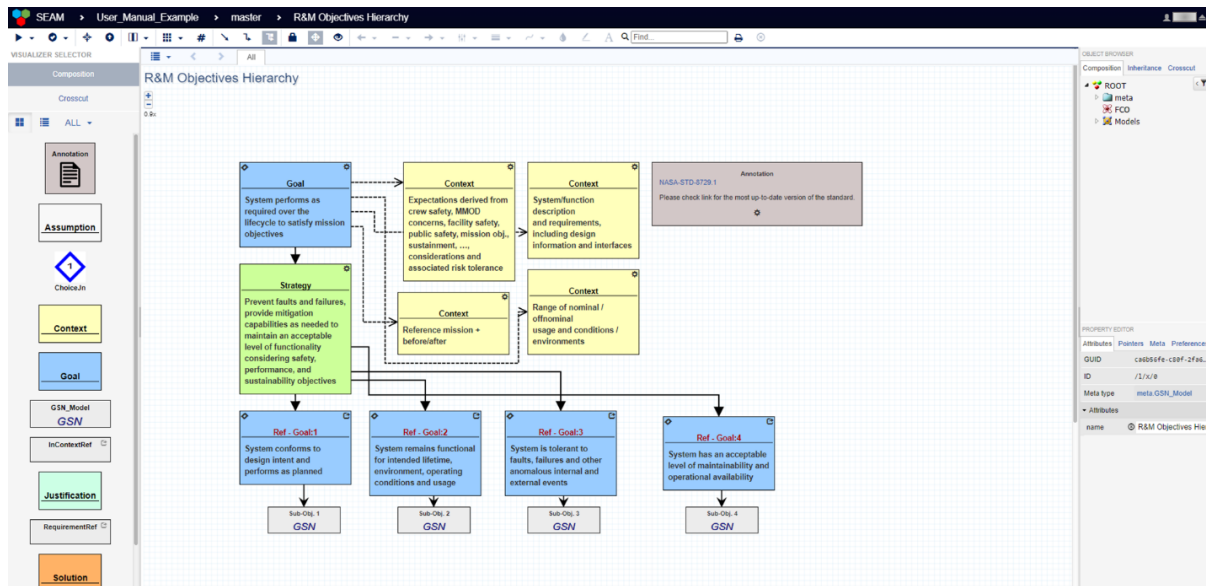 SEAM > User_Manual_Example > master > R&M Objectives Hierarchy
Find...
VISUALIZER SELECTOR
Composition
Crosscut
ALL
All
R&M Objectives Hierarchy
Annotation
Assumption
1
ChoiceJn
Context
Goal
GSN_Model
GSN
InContextRef
Justification
RequirementRef
Solution
Goal
System performs as
required over the
lifecycle to satisfy mission
objectives
Context
Expectations derived from
crew safety, MMOD
concerns, facility safety,
public safety, mission obj.,
sustainment, ...,
considerations and
associated risk tolerance
Context
System/function
description
and requirements,
including design
information and interfaces
Annotation
NASA-STD-8729.1
Please check link for the most up-to-date version of the standard.
Strategy
Prevent faults and failures,
provide mitigation
capabilities as needed to
maintain an acceptable
level of functionality
considering safety,
performance, and
sustainability objectives
Context
Reference mission +
before/after
Context
Range of nominal /
offnominal
usage and conditions /
environments
Ref - Goal:1
System conforms to
design intent and
performs as planned
Ref - Goal:2
System remains functional
for intended lifetime,
environment, operating
conditions and usage
Ref - Goal:3
System is tolerant to
faults, failures and other
anomalous internal and
external events
Ref - Goal:4
System has an acceptable
level of maintainability and
operational availability
Sub-Obj. 1
GSN
Sub-Obj. 2
GSN
Sub-Obj. 3
GSN
Sub-Obj. 4
GSN
OBJECT BROWSER
Composition Inheritance Crosscut
ROOT
meta
FCO
Models
PROPERTY EDITOR
Attributes Pointers Meta Preference
GUID
ID /1/x/0
Meta type meta.GSN_Model
Attributes
name R&M Objectives Hie